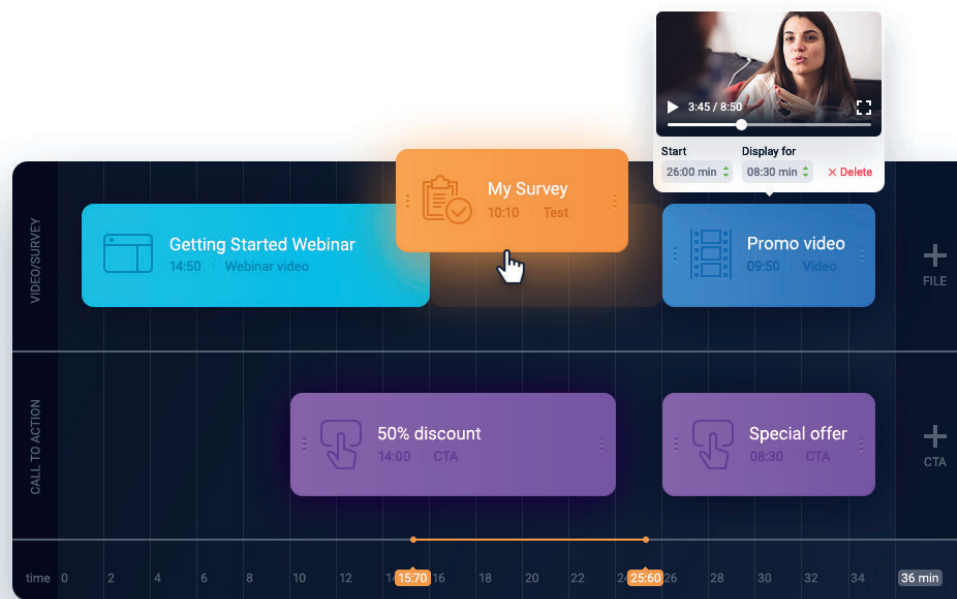 3:45 / 8:50
Start
Display for
26:00 min
08:30 min
× Delete
VIDEO/SURVEY
Getting Started Webinar
14:50
Webinar video
My Survey
10:10
Test
Promo video
09:50
Video
FILE
CALL TO ACTION
50% discount
14:00
CTA
Special offer
08:30
CTA
CTA
time 0 2 4 6 8 10 12 15:70 16 18 20 22 25:60 26 28 30 32 34 36 min